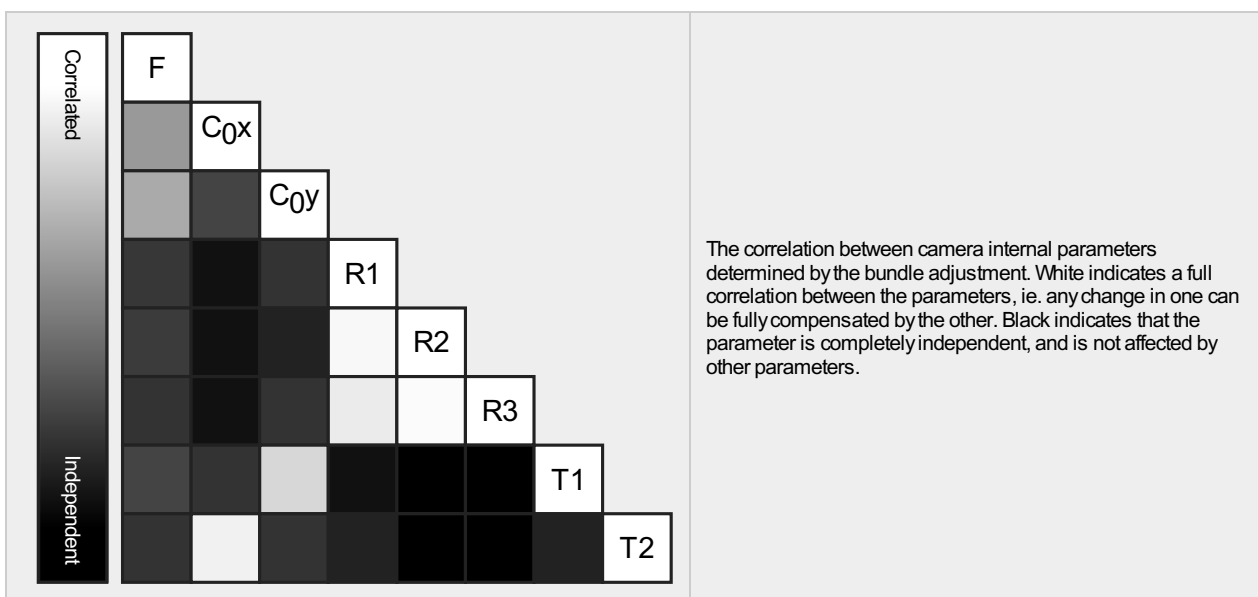 Correlated
Independent
F
C0x
C0y
R1
R2
R3
T1
T2
The correlation between camera internal parameters
determined by the bundle adjustment. White indicates a full
correlation between the parameters, ie. any change in one can
be fully compensated by the other. Black indicates that the
parameter is completely independent, and is not affected by
other parameters.